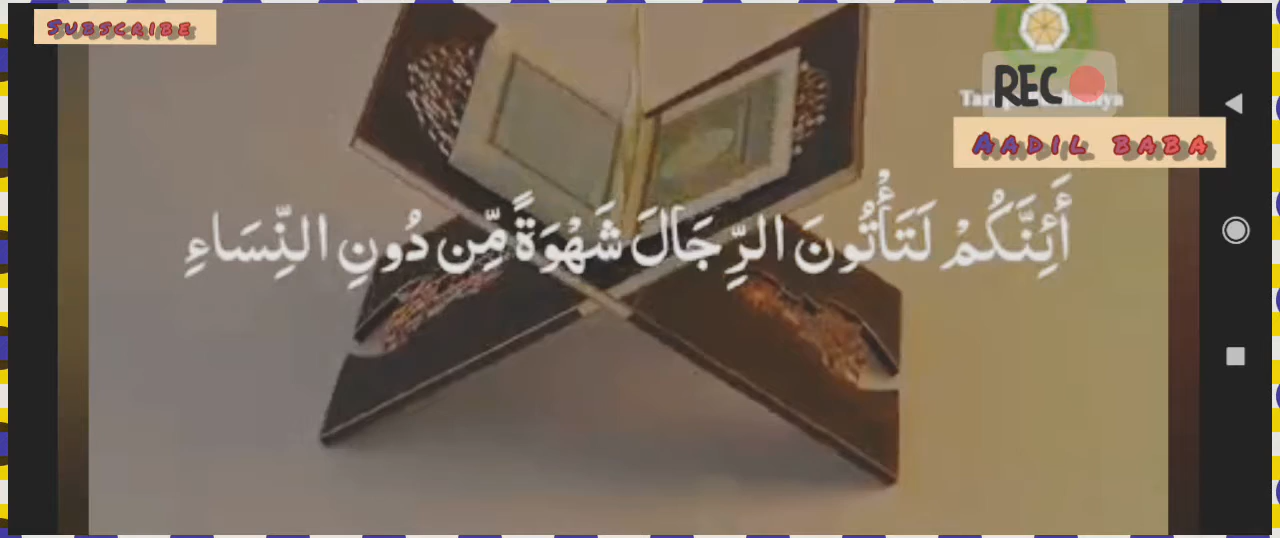 SUBSCRIBE
REC
AADIL BABA
أَئِنَّكُمْ لَتَأْتُونَ الرِّجَالَ شَهْوَةً مِّن دُونِ النِّسَاءِ